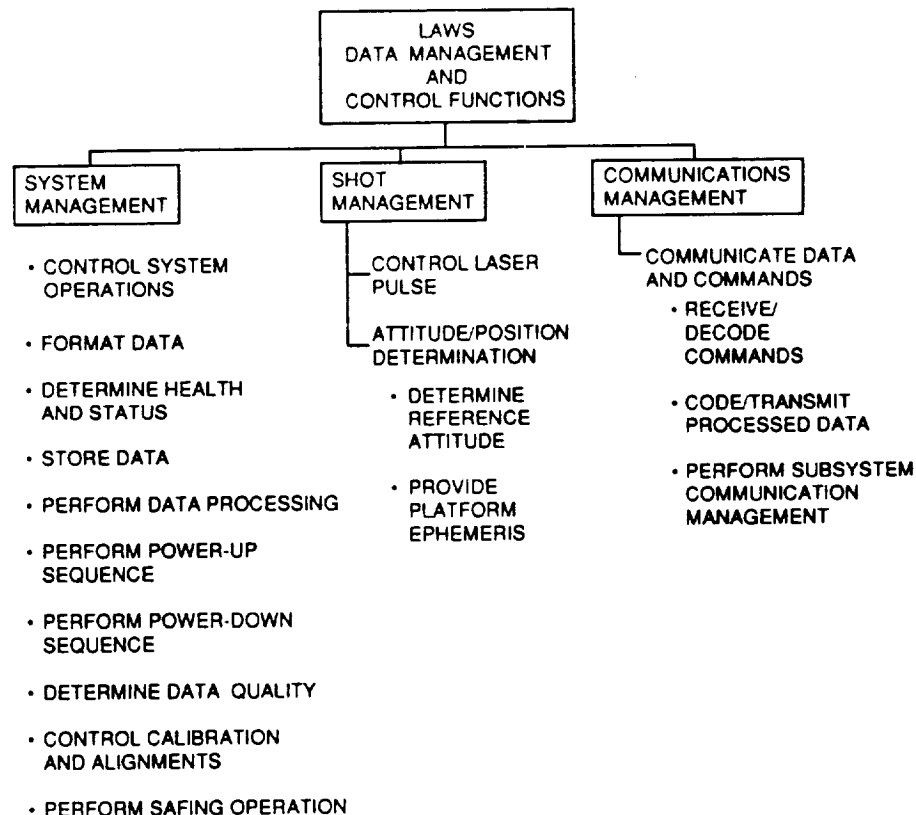 LAWS
DATA MANAGEMENT
AND
CONTROL FUNCTIONS
SYSTEM
MANAGEMENT
• CONTROL SYSTEM
OPERATIONS
• FORMAT DATA
• DETERMINE HEALTH
AND STATUS
• STORE DATA
• PERFORM DATA PROCESSING
• PERFORM POWER-UP
SEQUENCE
• PERFORM POWER-DOWN
SEQUENCE
• DETERMINE DATA QUALITY
• CONTROL CALIBRATION
AND ALIGNMENTS
• PERFORM SAFING OPERATION
SHOT
MANAGEMENT
CONTROL LASER
PULSE
ATTITUDE/POSITION
DETERMINATION
• DETERMINE
REFERENCE
ATTITUDE
• PROVIDE
PLATFORM
EPHEMERIS
COMMUNICATIONS
MANAGEMENT
COMMUNICATE DATA
AND COMMANDS
• RECEIVE/
DECODE
COMMANDS
• CODE/TRANSMIT
PROCESSED DATA
• PERFORM SUBSYSTEM
COMMUNICATION
MANAGEMENT